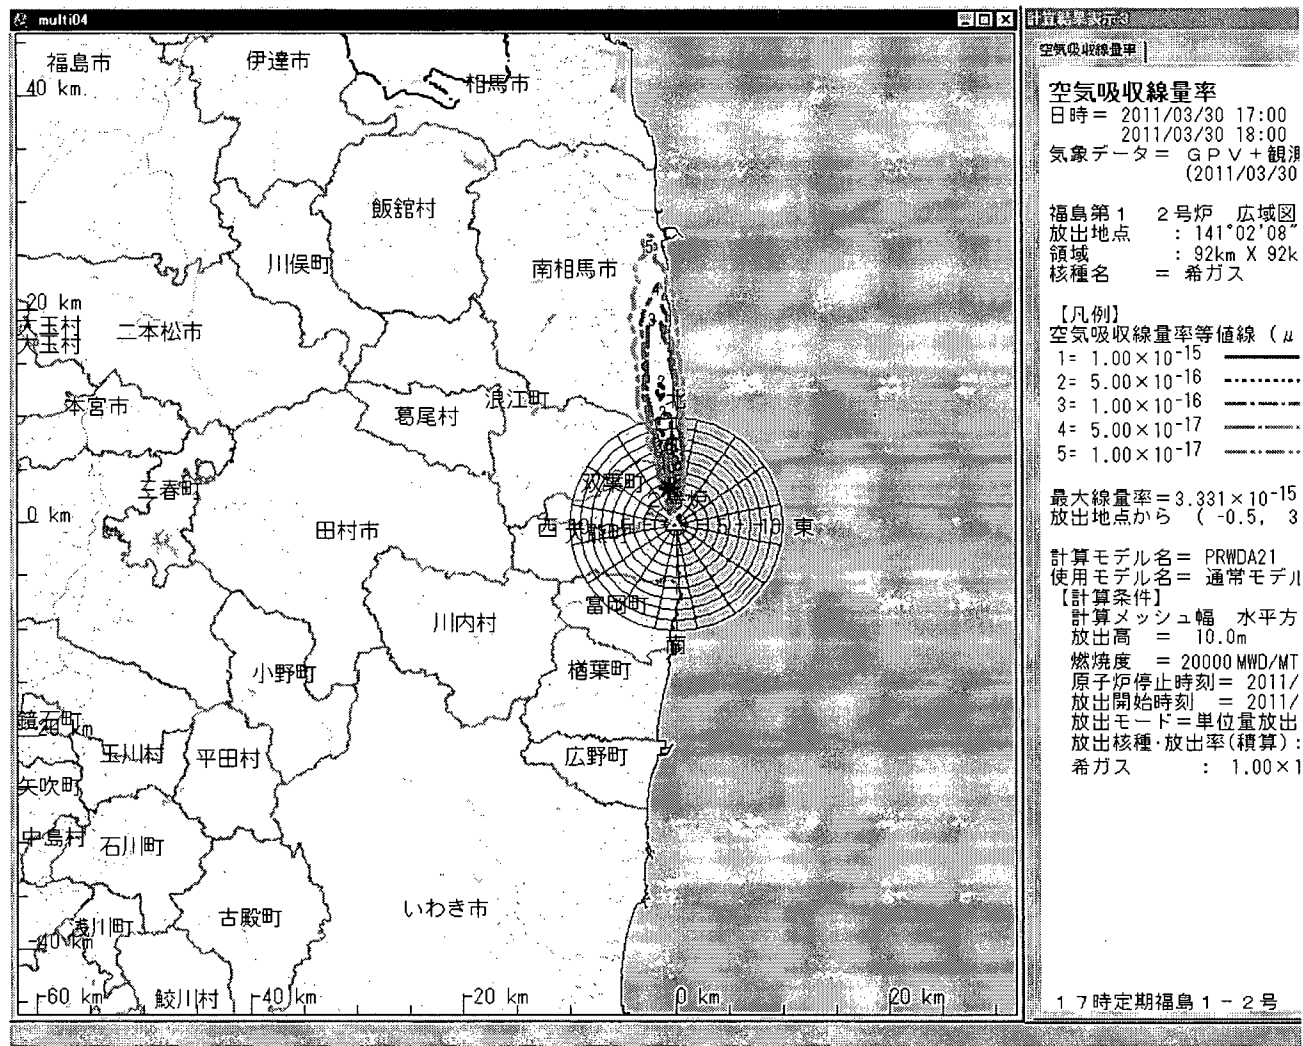 multi04
福島市
伊達市
相馬市
40 km
飯舘村
川俣町
南相馬市
5
20 km
大玉村
大玉村
二本松市
3
2
本宮市
葛尾村
浪江町
北
三春町
双葉町
0 km
田村市
西
5
10
東
富岡町
川内村
南
小野町
楢葉町
鏡石町
-20 km
玉川村
平田村
広野町
矢吹町
中島村
石川町
いわき市
古殿町
浅川町
-40 km
鮫川村
-60 km
-40 km
-20 km
0 km
20 km
計算結果表示3
空気吸収線量率
空気吸収線量率
日時= 2011/03/30 17:00
2011/03/30 18:00
気象データ= GPV+観測
(2011/03/30
福島第1 2号炉 広域図
放出地点 : 141°02'08"
領域 : 92km X 92k
核種名 = 希ガス
【凡例】
空気吸収線量率等値線 (μ
1= 1.00×10-15
2= 5.00×10-16
3= 1.00×10-16
4= 5.00×10-17
5= 1.00×10-17
最大線量率=3.331×10-15
放出地点から ( -0.5, 3
計算モデル名= PRWDA21
使用モデル名= 通常モデル
【計算条件】
計算メッシュ幅 水平方
放出高 = 10.0m
燃焼度 = 20000MWD/MT
原子炉停止時刻= 2011/
放出開始時刻 = 2011/
放出モード=単位量放出
放出核種・放出率(積算):
希ガス : 1.00×1
17時定期福島1-2号